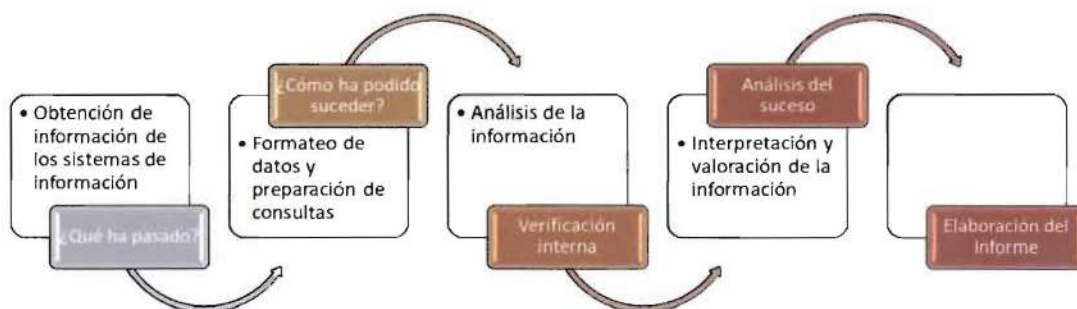 • Obtención de
información de
los sistemas de
información
¿Qué ha pasado?
¿Cómo ha podido
suceder?
• Formateo de
datos y
preparación de
consultas
• Análisis de la
información
Verificación
interna
Análisis del
suceso
• Interpretación y
valoración de la
información
Elaboración del
Informe